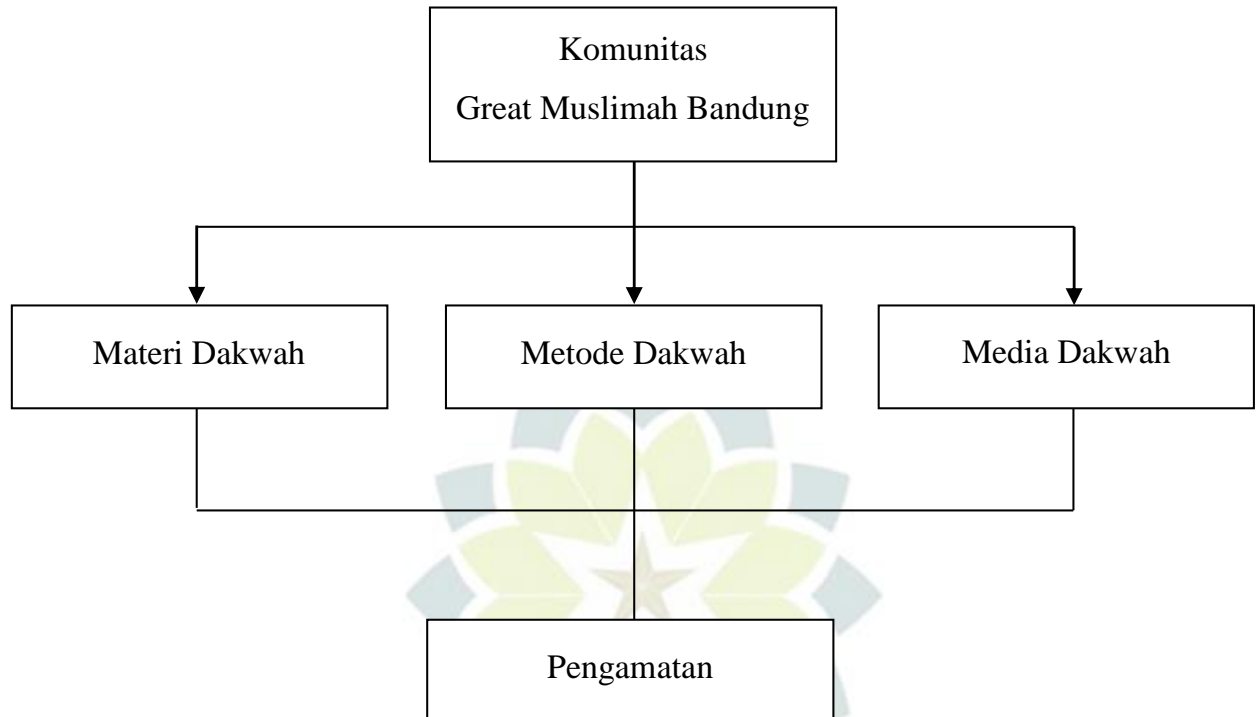 Komunitas
Great Muslimah Bandung
Materi Dakwah
Metode Dakwah
Media Dakwah
Pengamatan